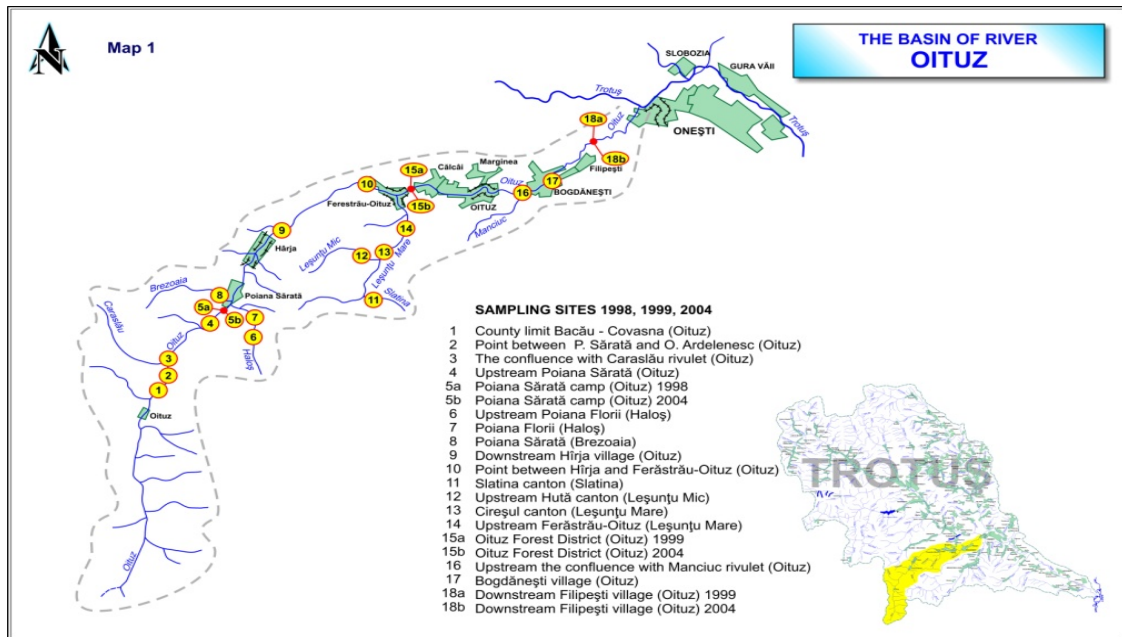 N
Map 1
THE BASIN OF RIVER
OITUZ
SLOBOZIA
GURA VĂII
Trotuş
Oituz
ONEŞTI
Trotuş
18a
18b
Filipeşti
17
BOGDĂNEŞTI
16
Manciuc
Marginea
Câlcâi
Oituz
OITUZ
15a
15b
10
Ferestrău-Oituz
14
9
Hârja
Leşunţu Mic
12
13
Leşunţu Mare
11
Slatina
Brezoaia
8
Poiana Sărată
5a
5b
7
4
6
Haloş
Caraslău
Oituz
3
2
1
Oituz
Oituz
SAMPLING SITES 1998, 1999, 2004
1 County limit Bacău - Covasna (Oituz)
2 Point between P. Sărată and O. Ardelenesc (Oituz)
3 The confluence with Caraslău rivulet (Oituz)
4 Upstream Poiana Sărată (Oituz)
5a Poiana Sărată camp (Oituz) 1998
5b Poiana Sărată camp (Oituz) 2004
6 Upstream Poiana Florii (Haloş)
7 Poiana Florii (Haloş)
8 Poiana Sărată (Brezoaia)
9 Downstream Hîrja village (Oituz)
10 Point between Hîrja and Ferăstrău-Oituz (Oituz)
11 Slatina canton (Slatina)
12 Upstream Hută canton (Leşunţu Mic)
13 Cireşul canton (Leşunţu Mare)
14 Upstream Ferăstrău-Oituz (Leşunţu Mare)
15a Oituz Forest District (Oituz) 1999
15b Oituz Forest District (Oituz) 2004
16 Upstream the confluence with Manciuc rivulet (Oituz)
17 Bogdăneşti village (Oituz)
18a Downstream Filipeşti village (Oituz) 1999
18b Downstream Filipeşti village (Oituz) 2004
TROTUŞ